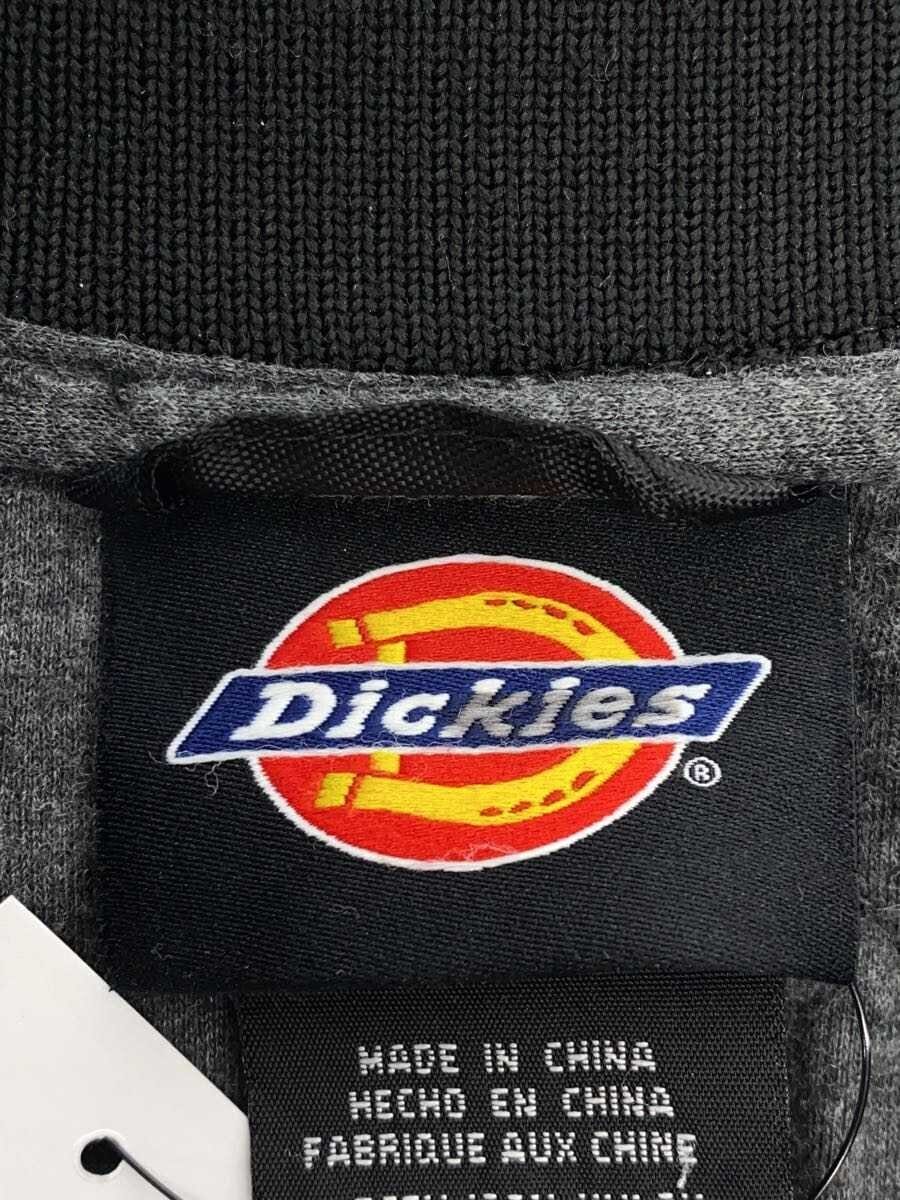 Dickies
®
MADE IN CHINA
HECHO EN CHINA
FABRIQUE AUX CHINE